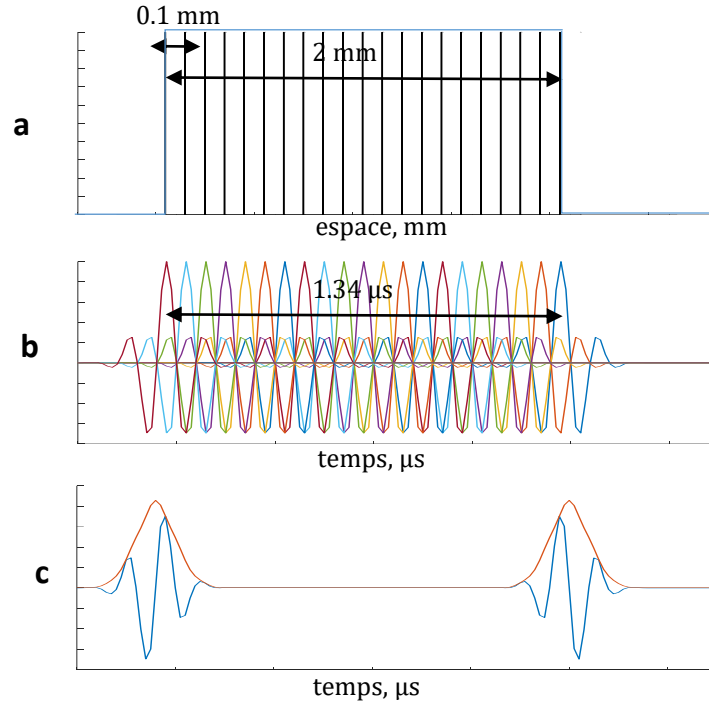 0.1 mm
2 mm
a
espace, mm
1.34 µs
b
temps, µs
c
temps, µs